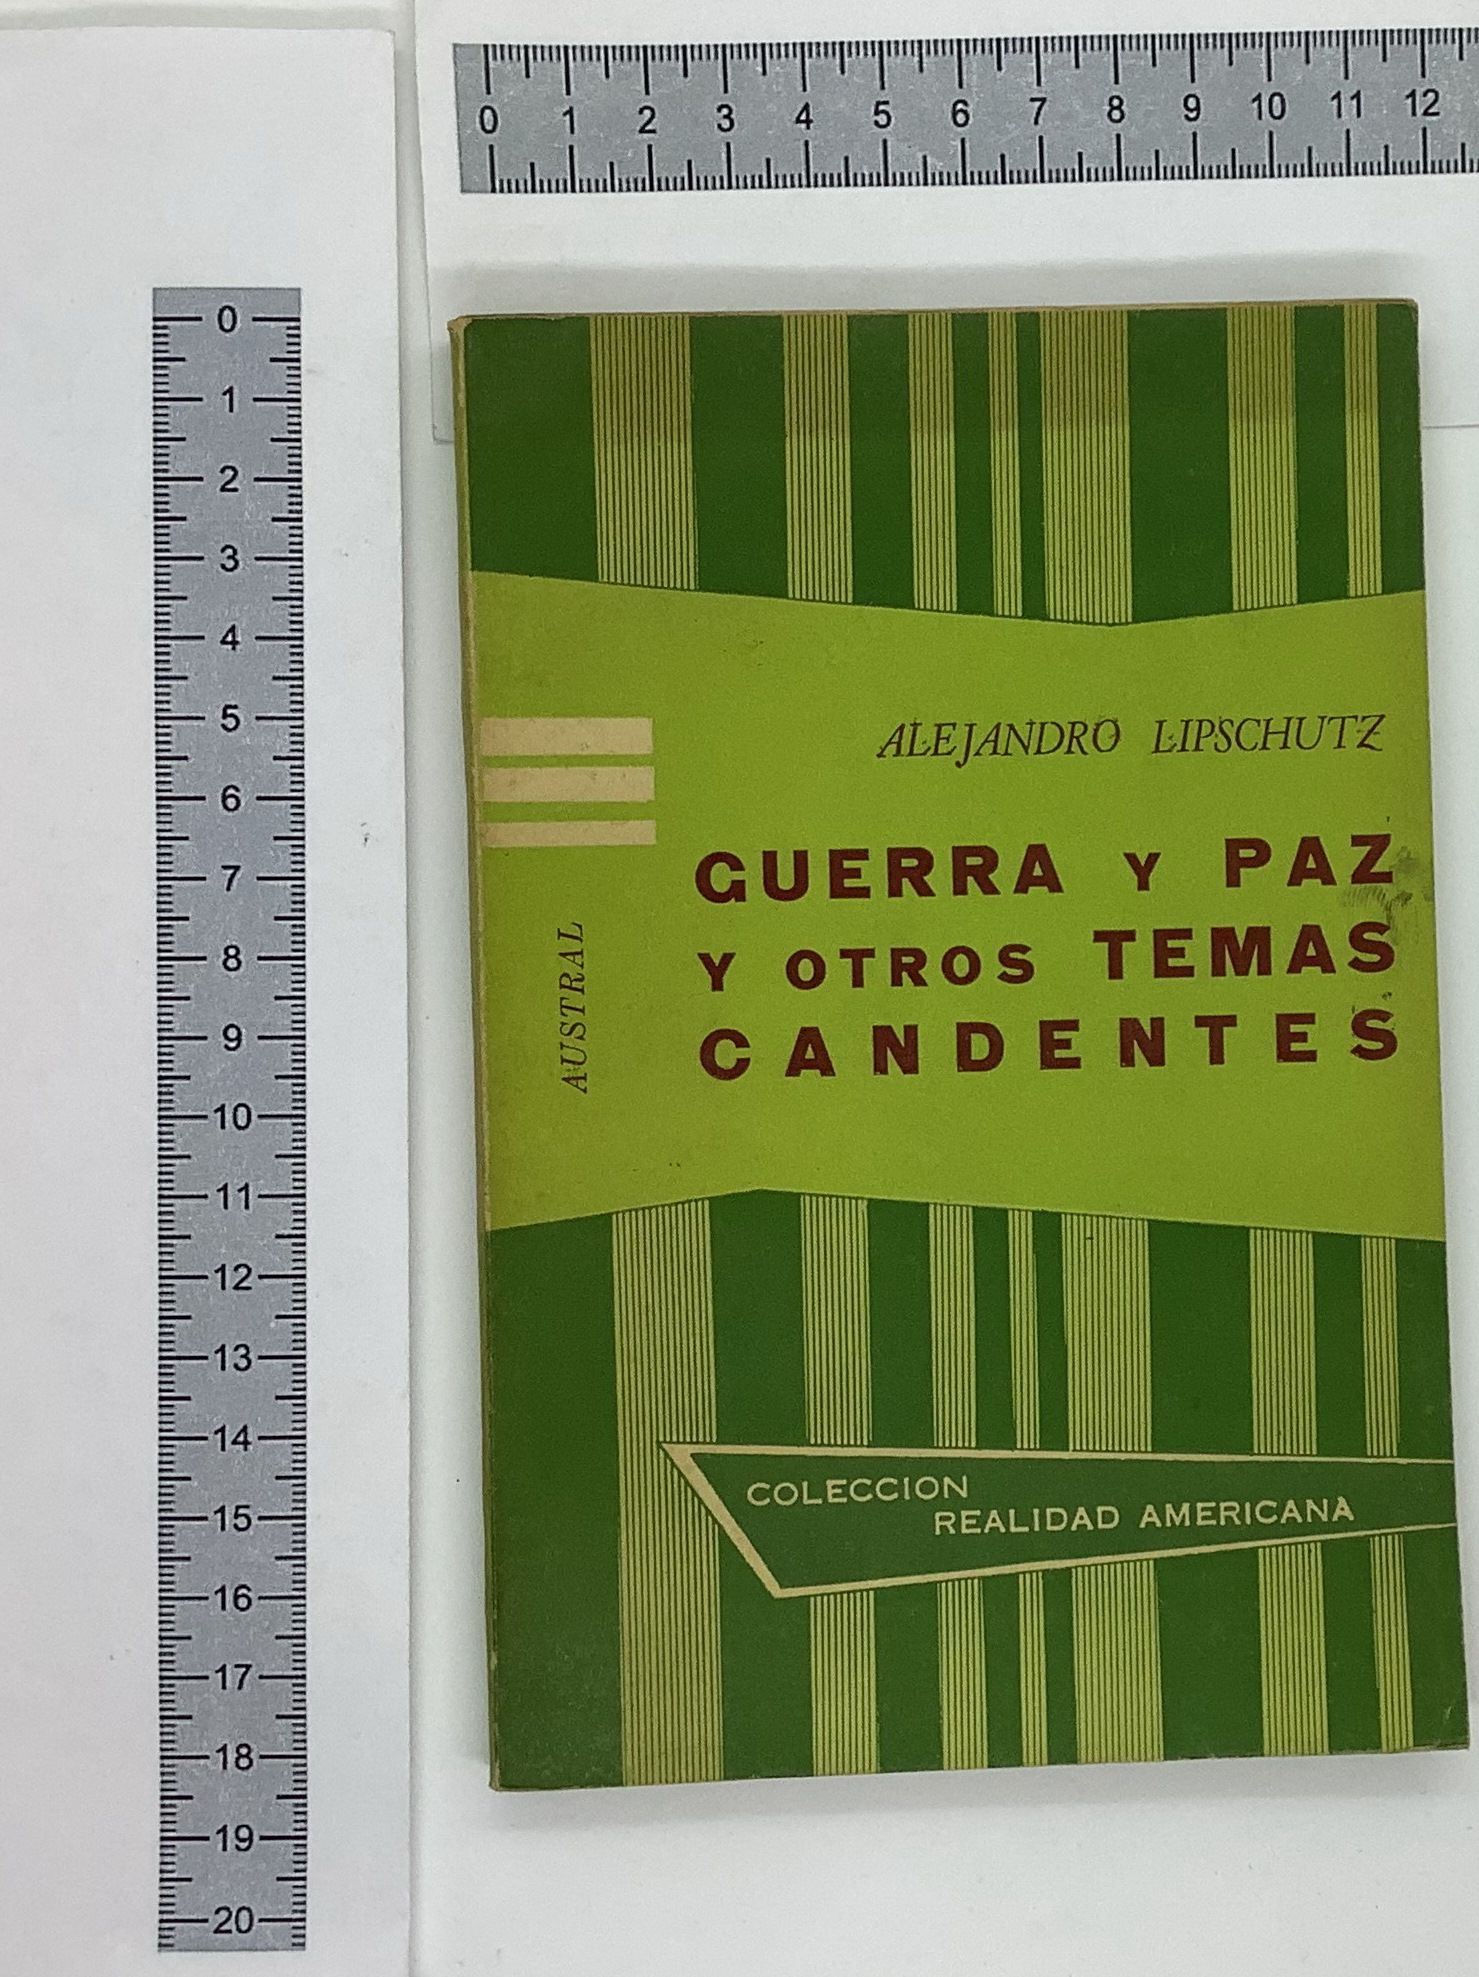 0 1 2 3 4 5 6 7 8 9 10 11 12
0
1
2
3
4
5
6
7
8
9
10
11
12
13
14
15
16
17
18
19
20
ALEJANDRO LIPSCHUTZ
GUERRA Y PAZ
Y OTROS TEMAS
CANDENTES
AUSTRAL
COLECCION
REALIDAD AMERICANA